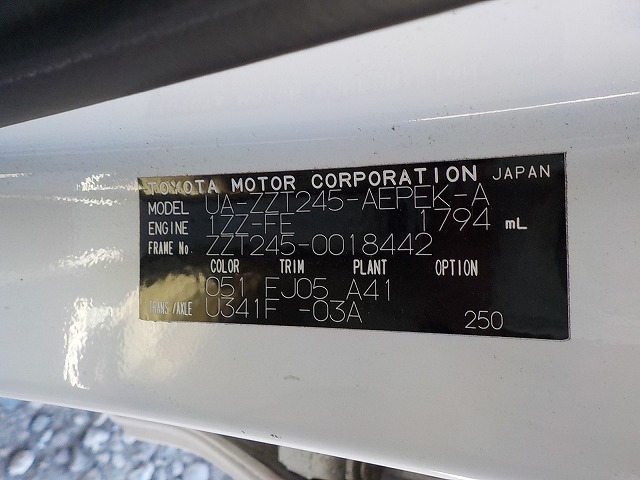 TOYOTA MOTOR CORPORATION JAPAN
MODEL UA-ZZT245-AEPEK-A
ENGINE 1ZZ-FE 1794 mL
FRAME No. ZZT245-0018442
COLOR TRIM PLANT OPTION
051 FJ05 A41
TRANS./AXLE U341F -03A
250